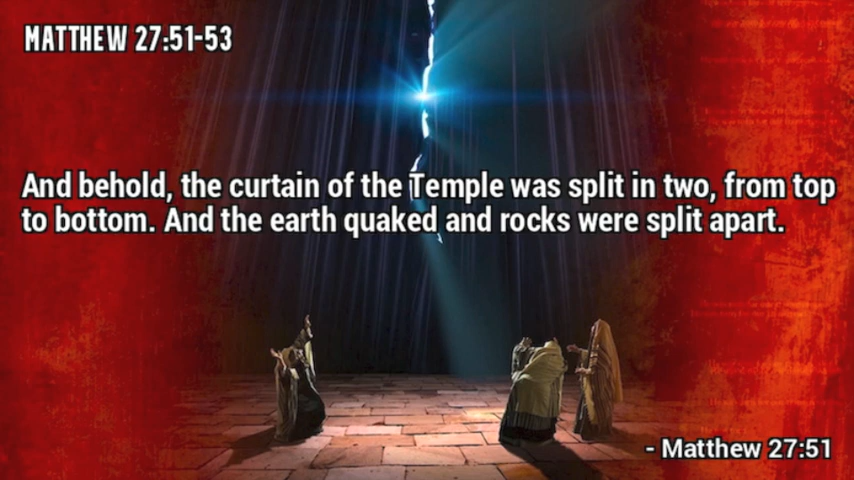 MATTHEW 27:51-53
And behold, the curtain of the Temple was split in two, from top
to bottom. And the earth quaked and rocks were split apart.
- Matthew 27:51